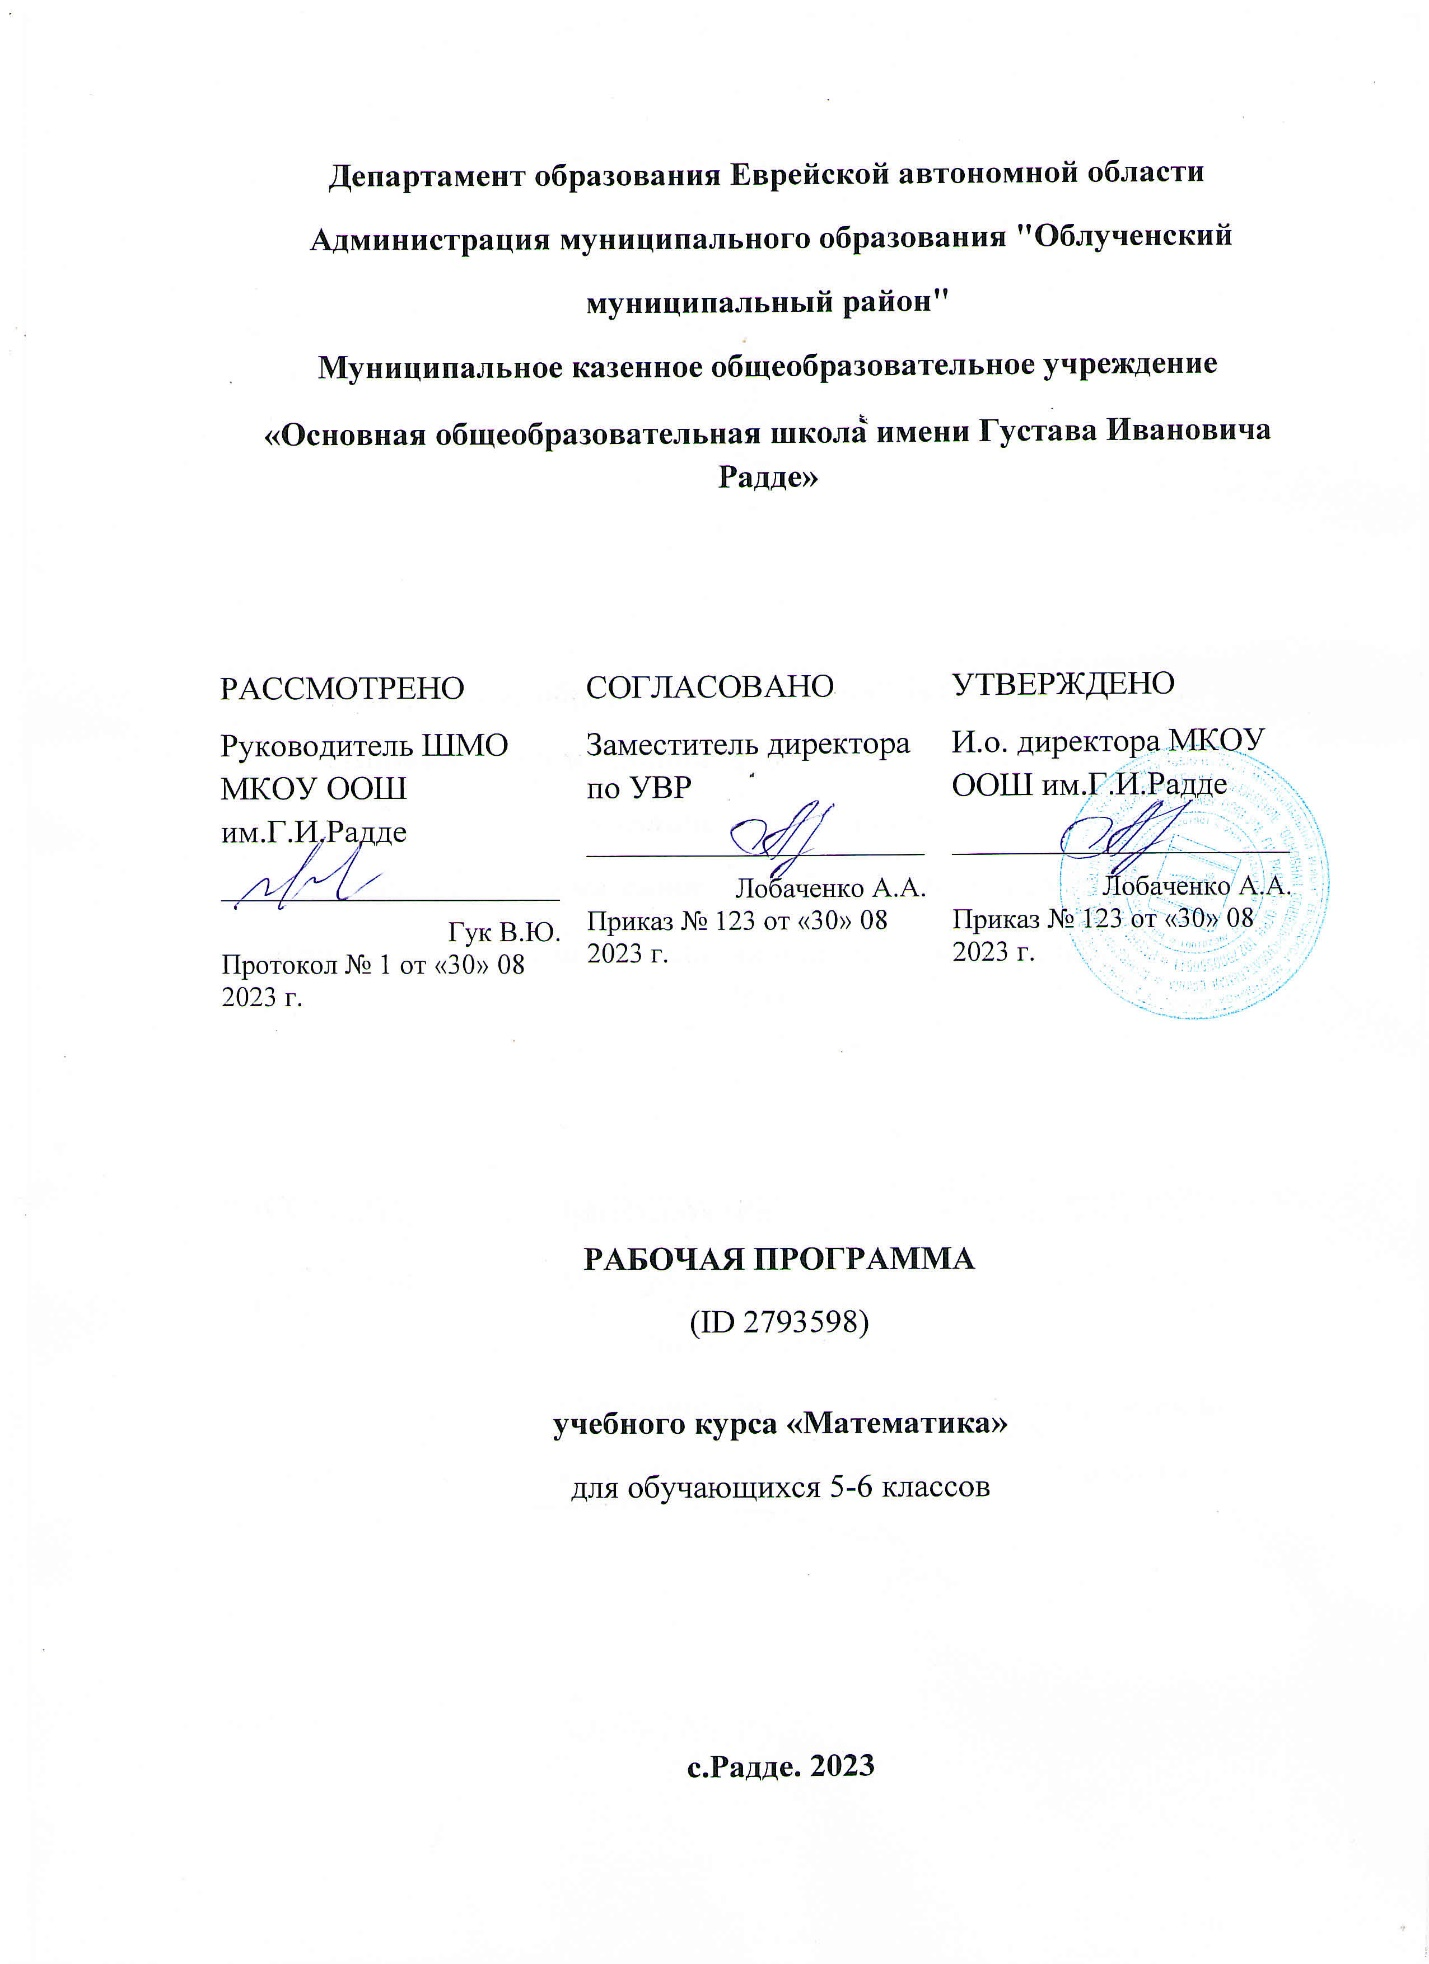 Департамент образования Еврейской автономной области
Администрация муниципального образования "Облученский
муниципальный район"
Муниципальное казенное общеобразовательное учреждение
«Основная общеобразовательная школа имени Густава Ивановича
Радде»
РАССМОТРЕНО
Руководитель ШМО
МКОУ ООШ
им.Г.И.Радде
Гук В.Ю.
Протокол № 1 от «30» 08
2023 г.
СОГЛАСОВАНО
Заместитель директора
по УВР
Лобаченко А.А.
Приказ № 123 от «30» 08
2023 г.
УТВЕРЖДЕНО
И.о. директора МКОУ
ООШ им.Г.И.Радде
Лобаченко А.А.
Приказ № 123 от «30» 08
2023 г.
РАБОЧАЯ ПРОГРАММА
(ID 2793598)
учебного курса «Математика»
для обучающихся 5-6 классов
с.Радде. 2023